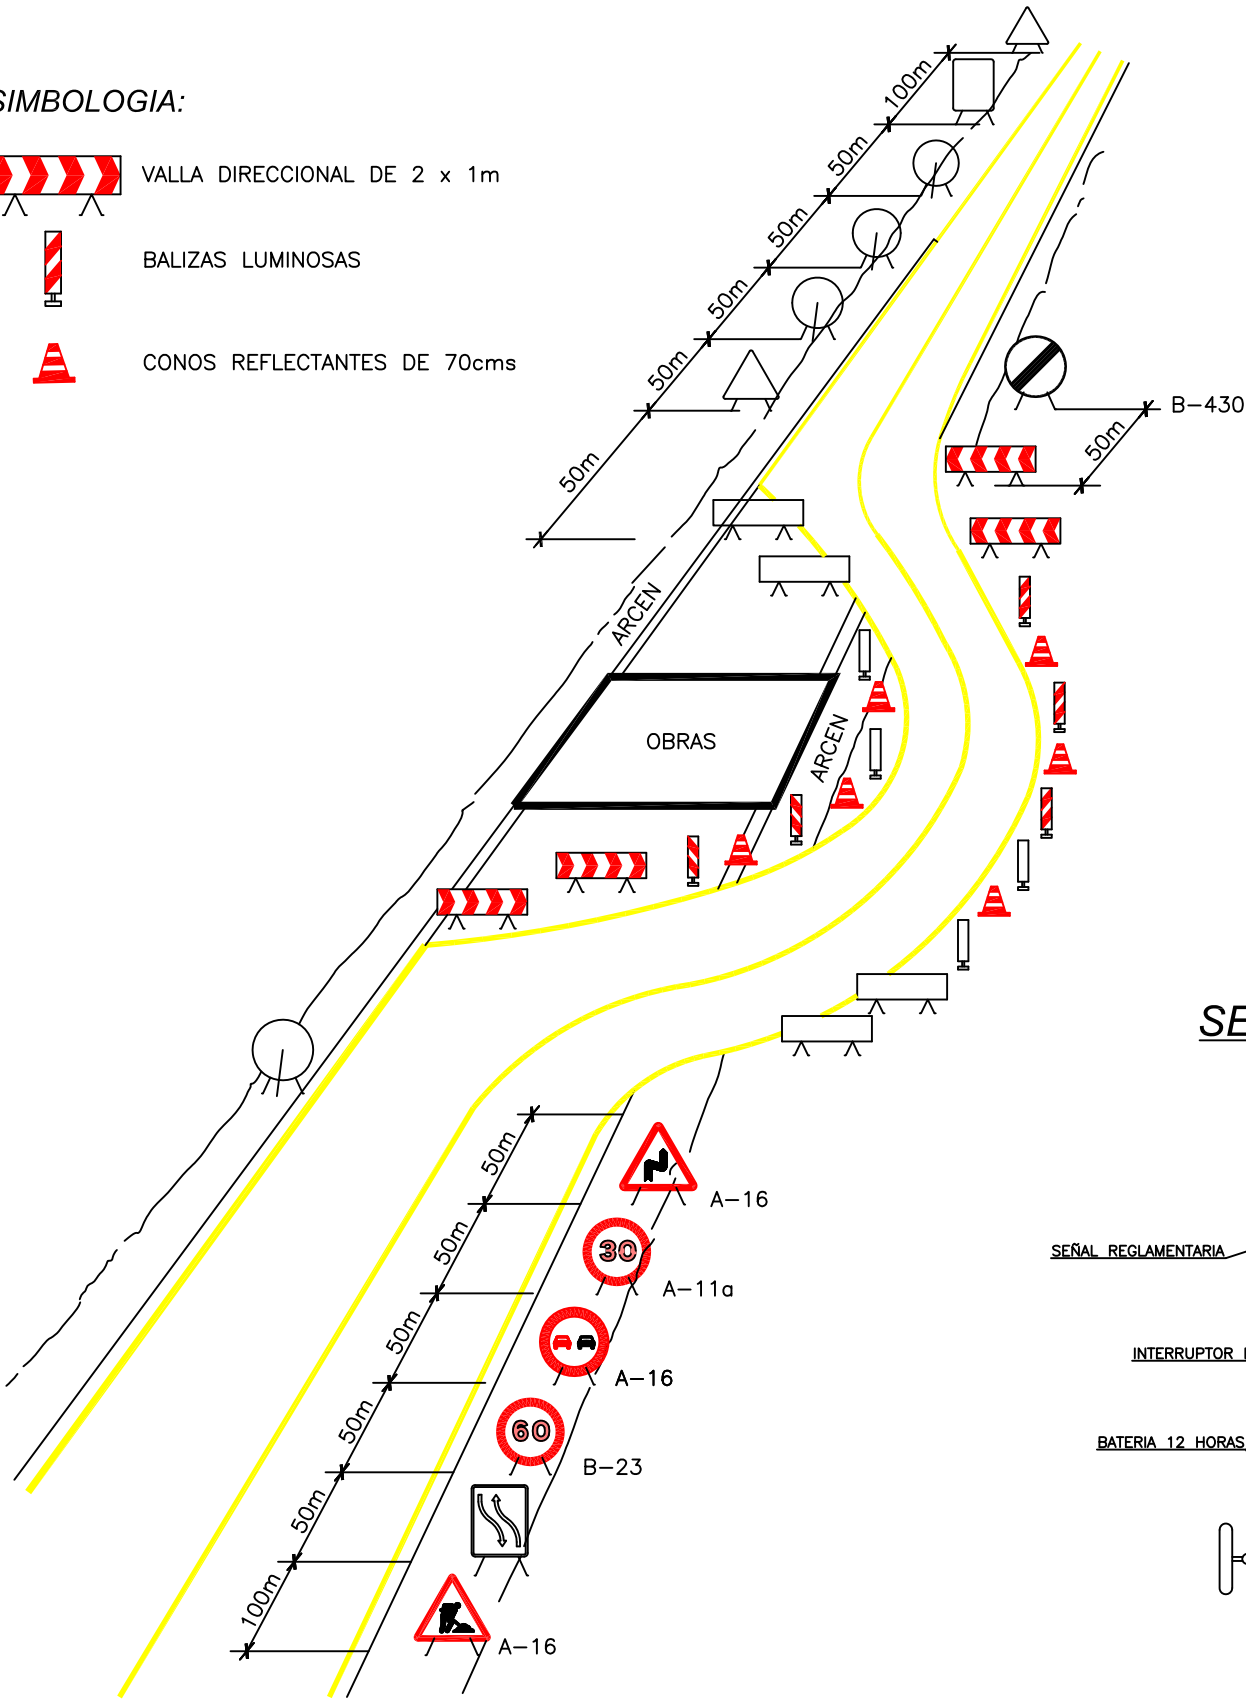 SIMBOLOGIA:
VALLA DIRECCIONAL DE 2 x 1m
BALIZAS LUMINOSAS
CONOS REFLECTANTES DE 70cms
100m
50m
50m
50m
50m
50m
B-430
50m
ARCEN
OBRAS
ARCEN
SE
50m
A-16
50m
30
A-11a
SEÑAL REGLAMENTARIA
50m
A-16
INTERRUPTOR
50m
60
B-23
BATERIA 12 HORAS
50m
100m
A-16